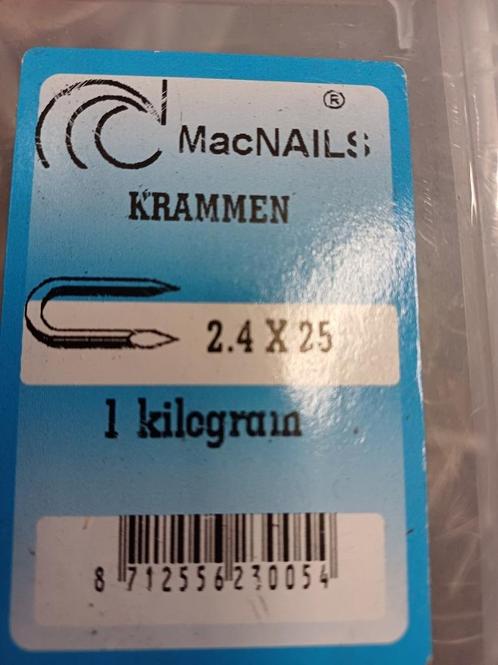 ®
MacNAILS
KRAMMEN
2.4 X 25
1 kilogram
8 712556 230054